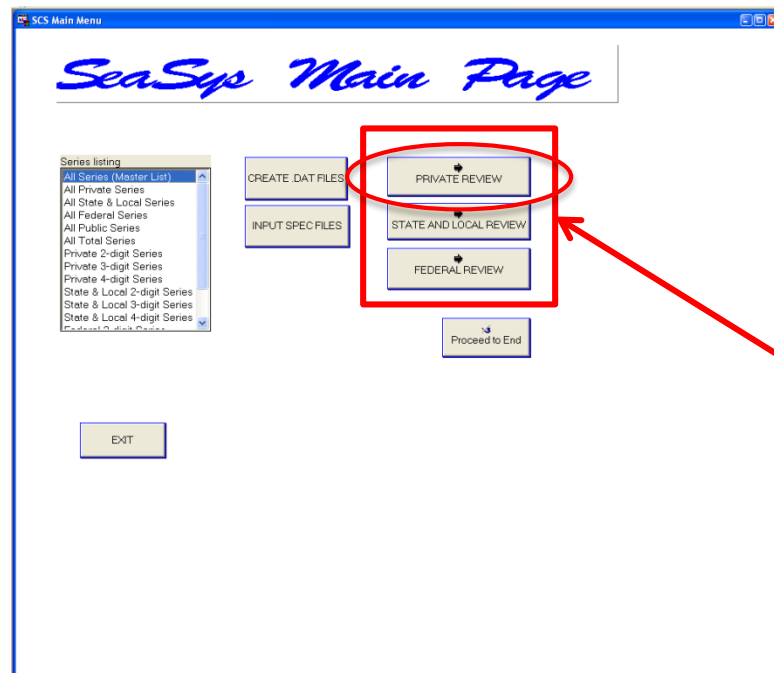 SCS Main Menu
SeaSys Main Page
Series listing
All Series (Master List)
All Private Series
All State & Local Series
All Federal Series
All Public Series
All Total Series
Private 2-digit Series
Private 3-digit Series
Private 4-digit Series
State & Local 2-digit Series
State & Local 3-digit Series
State & Local 4-digit Series
CREATE .DAT FILES
INPUT SPEC FILES
PRIVATE REVIEW
STATE AND LOCAL REVIEW
FEDERAL REVIEW
Proceed to End
EXIT